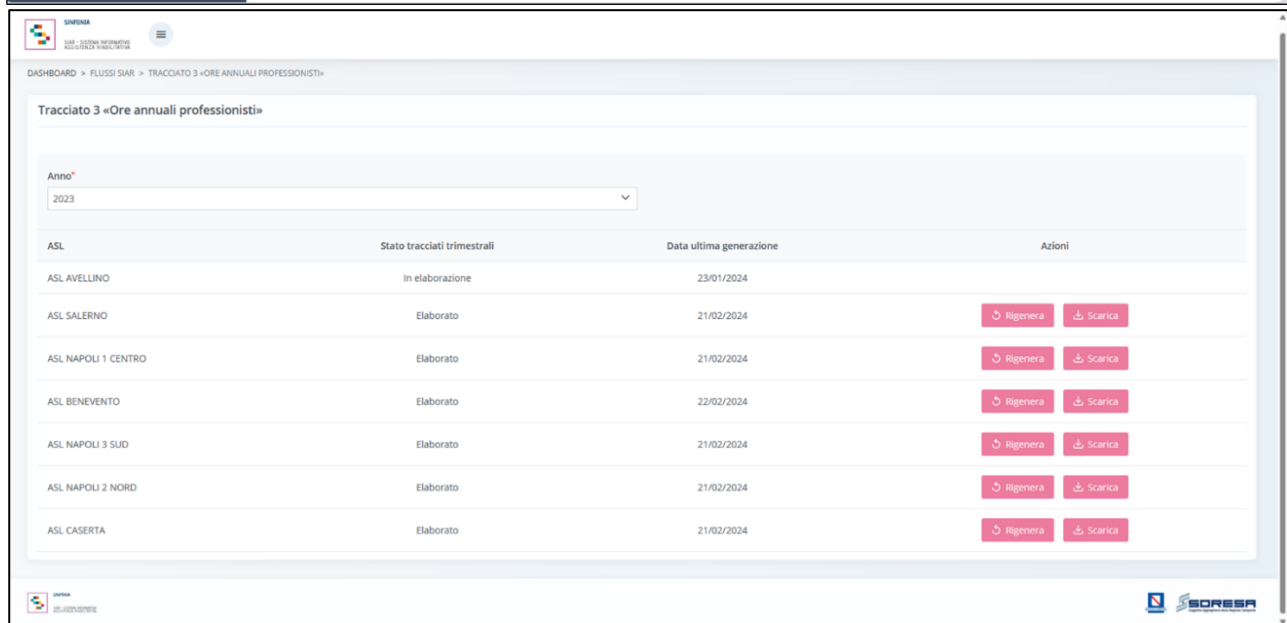 SINFONIA
SIAR - SISTEMA INFORMATIVO
ASSISTENZA RIABILITATIVA
DASHBOARD > FLUSSI SIAR > TRACCIATO 3 «ORE ANNUALI PROFESSIONISTI»
Tracciato 3 «Ore annuali professionisti»
Anno*
2023
ASL Stato tracciati trimestrali Data ultima generazione Azioni
ASL AVELLINO In elaborazione 23/01/2024
ASL SALERNO Elaborato 21/02/2024 Rigenera Scarica
ASL NAPOLI 1 CENTRO Elaborato 21/02/2024 Rigenera Scarica
ASL BENEVENTO Elaborato 22/02/2024 Rigenera Scarica
ASL NAPOLI 3 SUD Elaborato 21/02/2024 Rigenera Scarica
ASL NAPOLI 2 NORD Elaborato 21/02/2024 Rigenera Scarica
ASL CASERTA Elaborato 21/02/2024 Rigenera Scarica
SINFONIA
SORESA